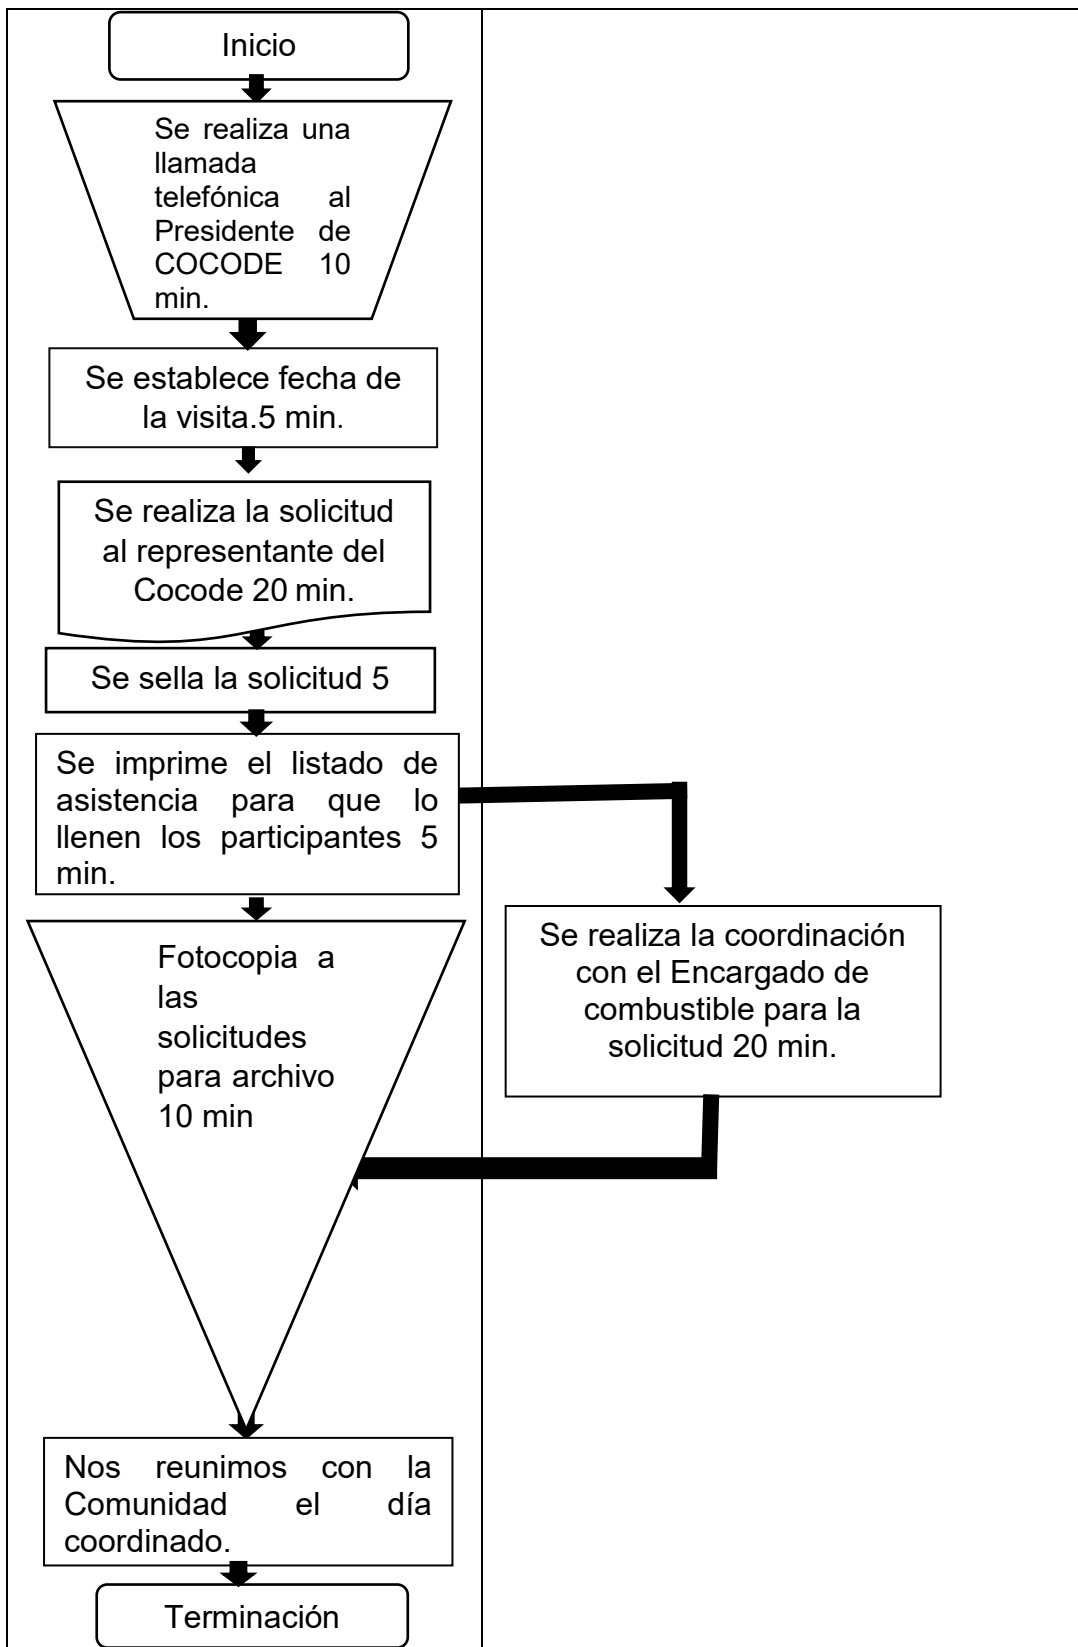 Inicio
Se realiza una
llamada
telefónica al
Presidente de
COCODE 10
min.
Se establece fecha de
la visita.5 min.
Se realiza la solicitud
al representante del
Cocode 20 min.
Se sella la solicitud 5
Se imprime el listado de
asistencia para que lo
llenen los participantes 5
min.
Se realiza la coordinación
con el Encargado de
combustible para la
solicitud 20 min.
Fotocopia a
las
solicitudes
para archivo
10 min
Nos reunimos con la
Comunidad el día
coordinado.
Terminación